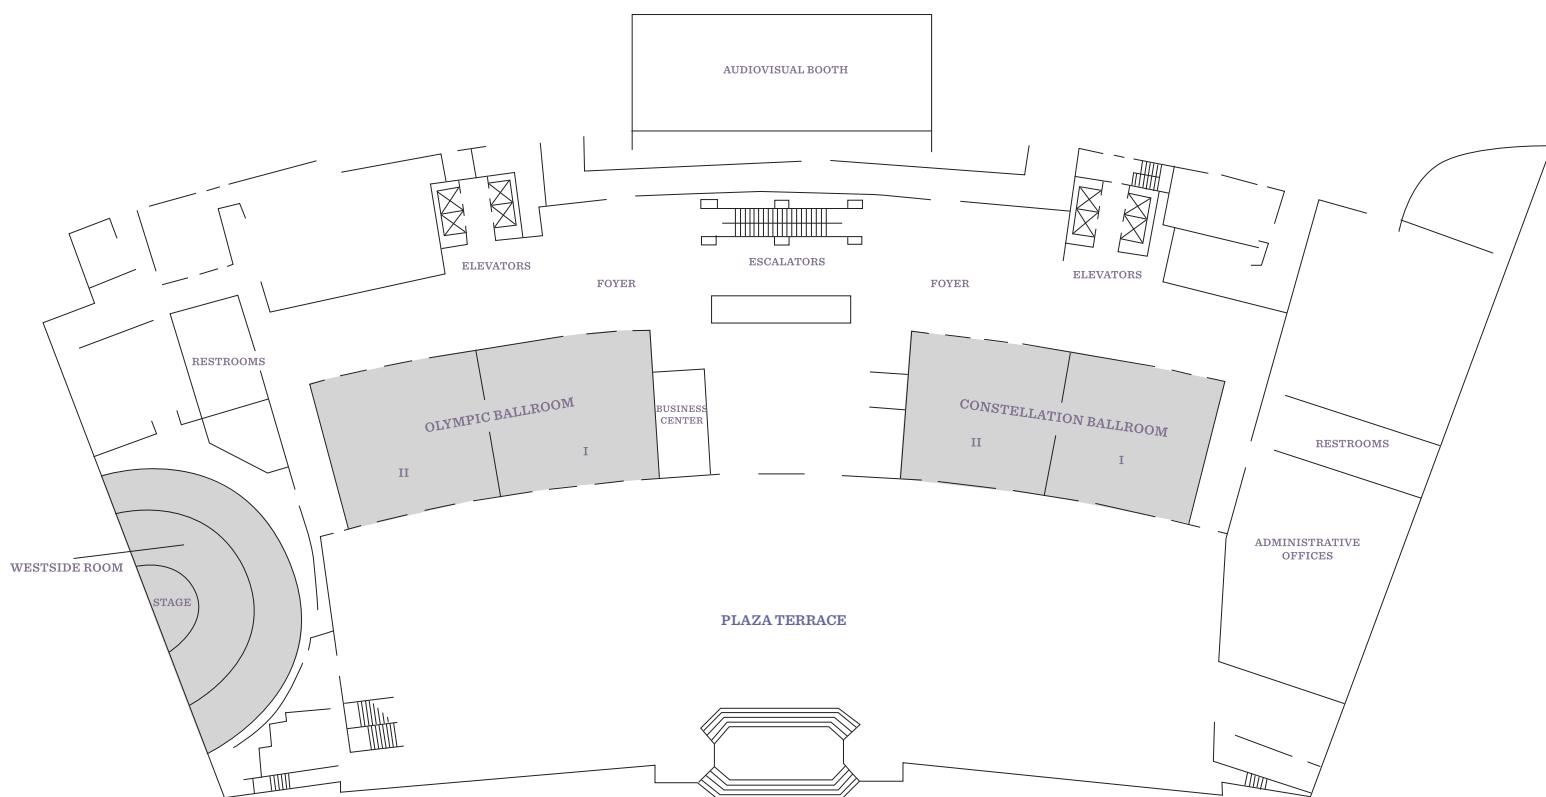 AUDIOVISUAL BOOTH
ELEVATORS
ESCALATORS
ELEVATORS
FOYER
FOYER
RESTROOMS
OLYMPIC BALLROOM
II
I
BUSINESS
CENTER
CONSTELLATION BALLROOM
II
I
RESTROOMS
ADMINISTRATIVE
OFFICES
WESTSIDE ROOM
STAGE
PLAZA TERRACE